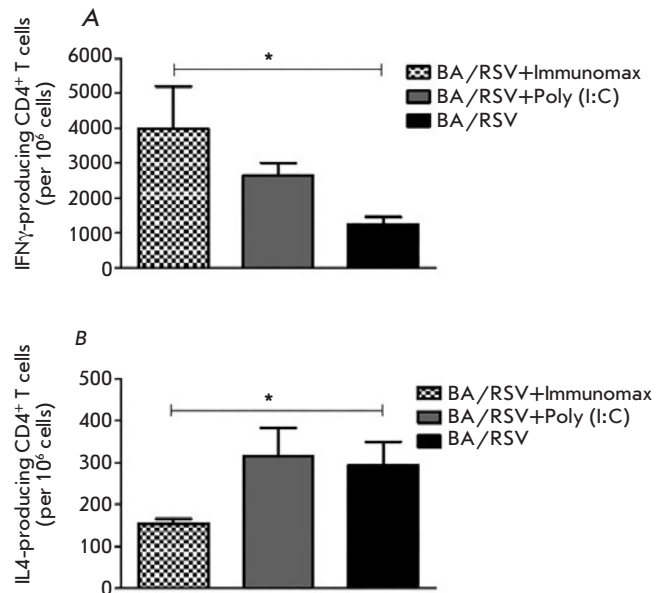 A
IFNγ-producing CD4⁺ T cells
(per 10⁶ cells)
6000
5000
4000
3000
2000
1000
0
*
BA/RSV+Immunomax
BA/RSV+Poly (I:C)
BA/RSV
B
IL4-producing CD4⁺ T cells
(per 10⁶ cells)
500
400
300
200
100
0
*
BA/RSV+Immunomax
BA/RSV+Poly (I:C)
BA/RSV